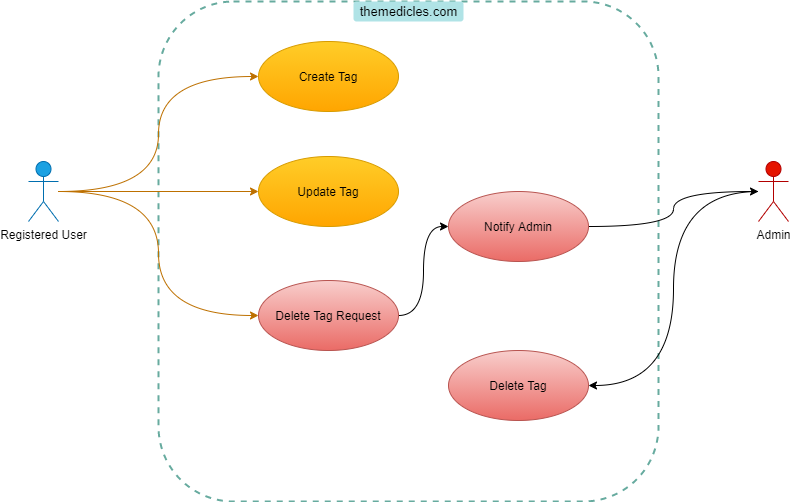 themedicles.com
Create Tag
Update Tag
Registered User
Notify Admin
Admin
Delete Tag Request
Delete Tag